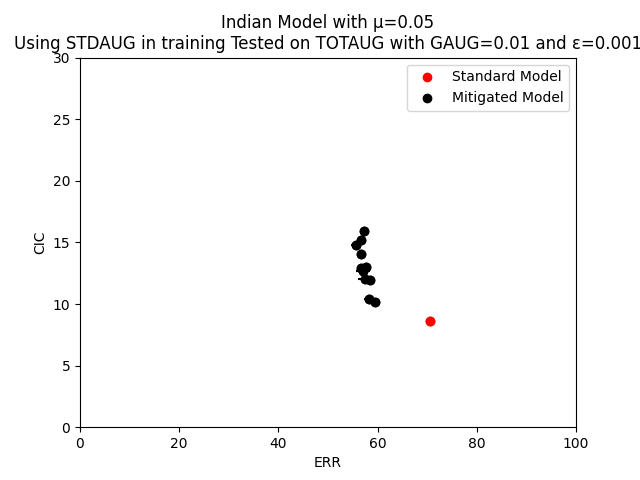 Indian Model with μ=0.05
Using STDAUG in training Tested on TOTAUG with GAUG=0.01 and ε=0.001
Standard Model
Mitigated Model
30
25
20
15
10
5
0
CIC
0 20 40 60 80 100
ERR